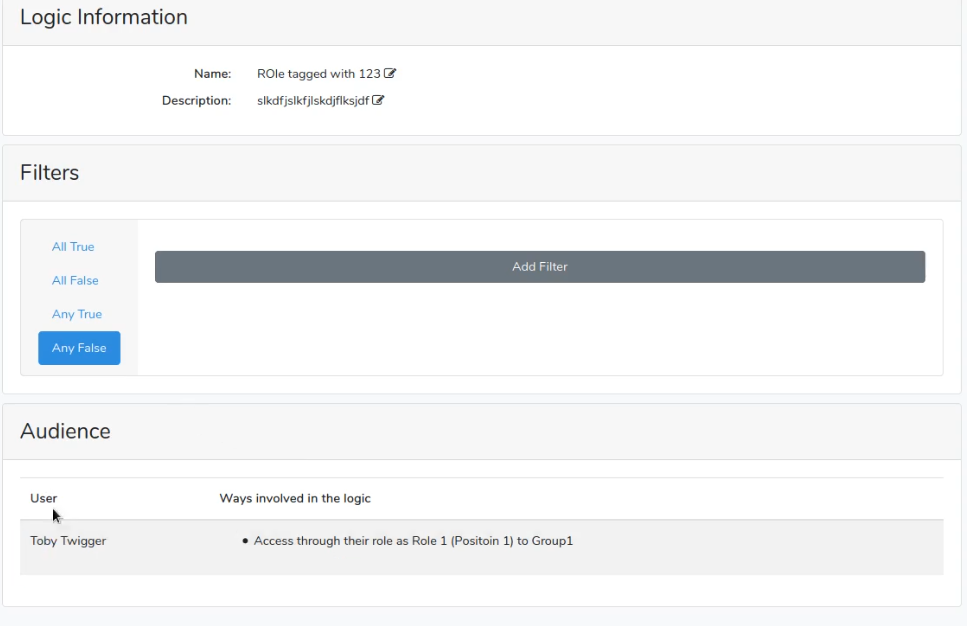 Logic Information
Name: ROle tagged with 123
Description: slkdfjslkfjlskdjflksjdf
Filters
All True
Add Filter
All False
Any True
Any False
Audience
User Ways involved in the logic
Toby Twigger • Access through their role as Role 1 (Positoin 1) to Group1